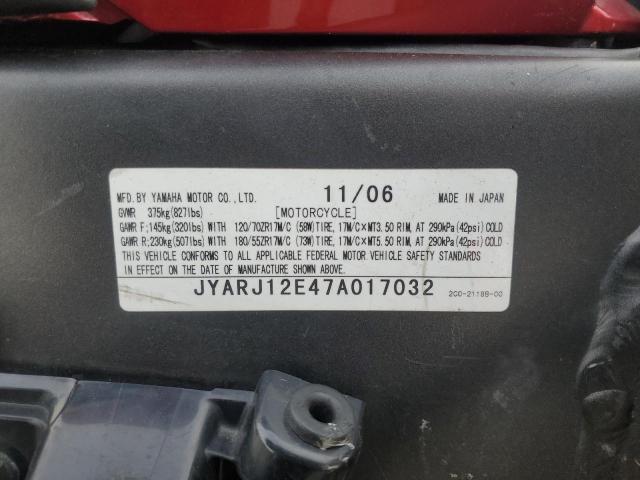 MFD. BY YAMAHA MOTOR CO., LTD. 11/06 MADE IN JAPAN
GVWR 375kg(827lbs) [MOTORCYCLE]
GAWR F:145kg(320lbs) WITH 120/70ZR17M/C (58W) TIRE, 17M/C×MT3.50 RIM, AT 290kPa(42psi) COLD
GAWR R:230kg(507lbs) WITH 180/55ZR17M/C (73W) TIRE, 17M/C×MT5.50 RIM, AT 290kPa(42psi) COLD
THIS VEHICLE CONFORMS TO ALL APPLICABLE FEDERAL MOTOR VEHICLE SAFETY STANDARDS
IN EFFECT ON THE DATE OF MANUFACTURE SHOWN ABOVE.
JYARJ12E47A017032 2C0-2118B-00